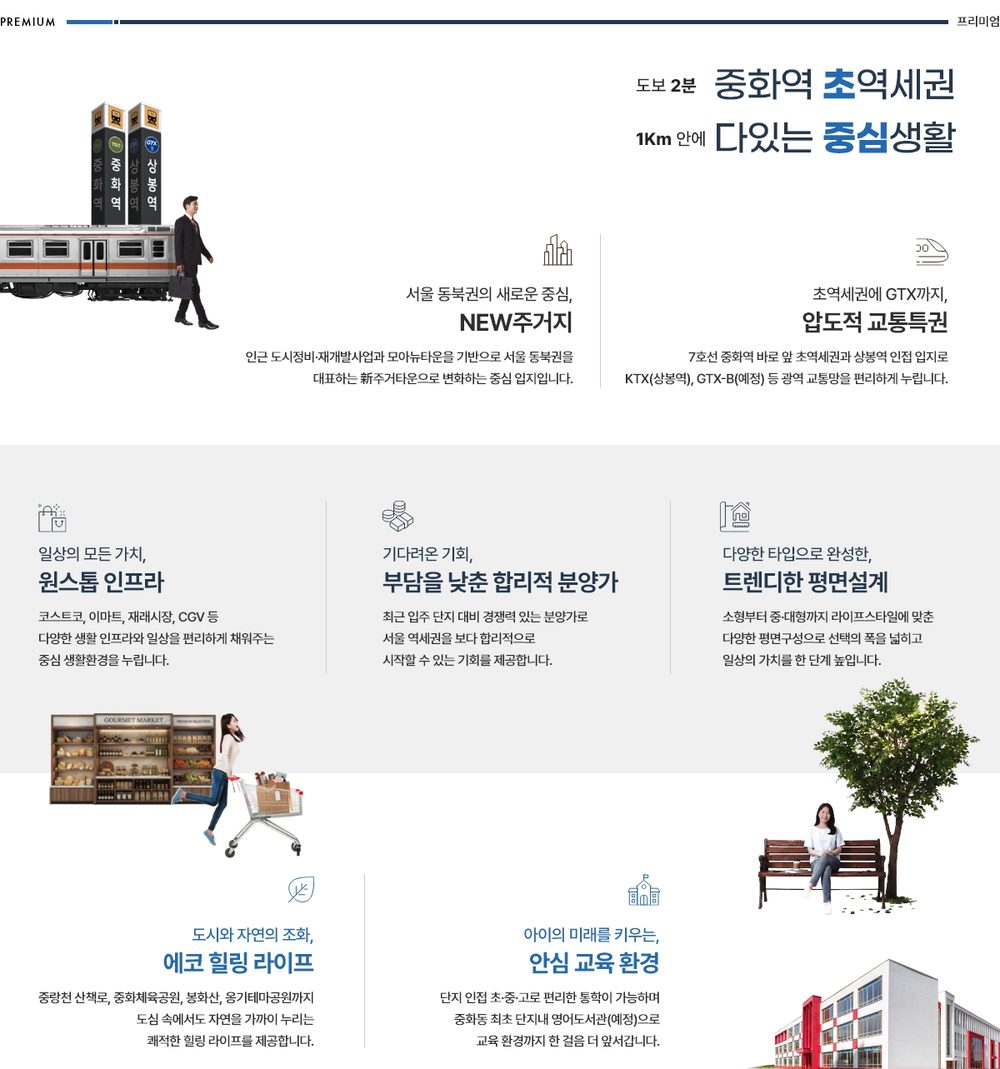 PREMIUM
프리미엄
도보 2분 중화역 초역세권
1Km 안에 다있는 중심생활
중화역
7호선
중화역
상봉역
GTX
상봉역
서울 동북권의 새로운 중심,
NEW주거지
인근 도시정비·재개발사업과 모아뉴타운을 기반으로 서울 동북권을
대표하는 新주거타운으로 변화하는 중심 입지입니다.
초역세권에 GTX까지,
압도적 교통특권
7호선 중화역 바로 앞 초역세권과 상봉역 인접 입지로
KTX(상봉역), GTX-B(예정) 등 광역 교통망을 편리하게 누립니다.
일상의 모든 가치,
원스톱 인프라
코스트코, 이마트, 재래시장, CGV 등
다양한 생활 인프라와 일상을 편리하게 채워주는
중심 생활환경을 누립니다.
기다려온 기회,
부담을 낮춘 합리적 분양가
최근 입주 단지 대비 경쟁력 있는 분양가로
서울 역세권을 보다 합리적으로
시작할 수 있는 기회를 제공합니다.
다양한 타입으로 완성한,
트렌디한 평면설계
소형부터 중·대형까지 라이프스타일에 맞춘
다양한 평면구성으로 선택의 폭을 넓히고
일상의 가치를 한 단계 높입니다.
GOURMET MARKET
PREMIUM SELECTION
도시와 자연의 조화,
에코 힐링 라이프
중랑천 산책로, 중화체육공원, 봉화산, 옹기테마공원까지
도심 속에서도 자연을 가까이 누리는
쾌적한 힐링 라이프를 제공합니다.
아이의 미래를 키우는,
안심 교육 환경
단지 인접 초·중·고로 편리한 통학이 가능하며
중화동 최초 단지내 영어도서관(예정)으로
교육 환경까지 한 걸음 더 앞서갑니다.